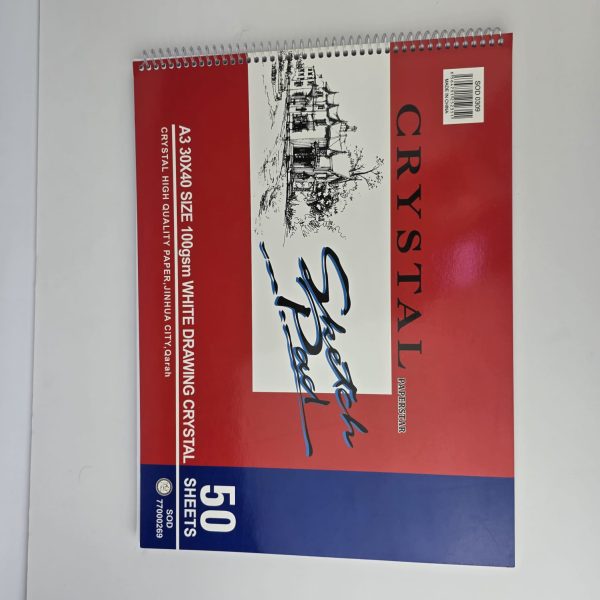 SOD 0309
MADE IN CHINA
CRYSTAL
PAPERSTAR
Sketch
Pad
A3 30X40 SIZE 100gsm WHITE DRAWING CRYSTAL
CRYSTAL HIGH QUALITY PAPER,JINHUA CITY,Qarah
50
SHEETS
SOD
77000269